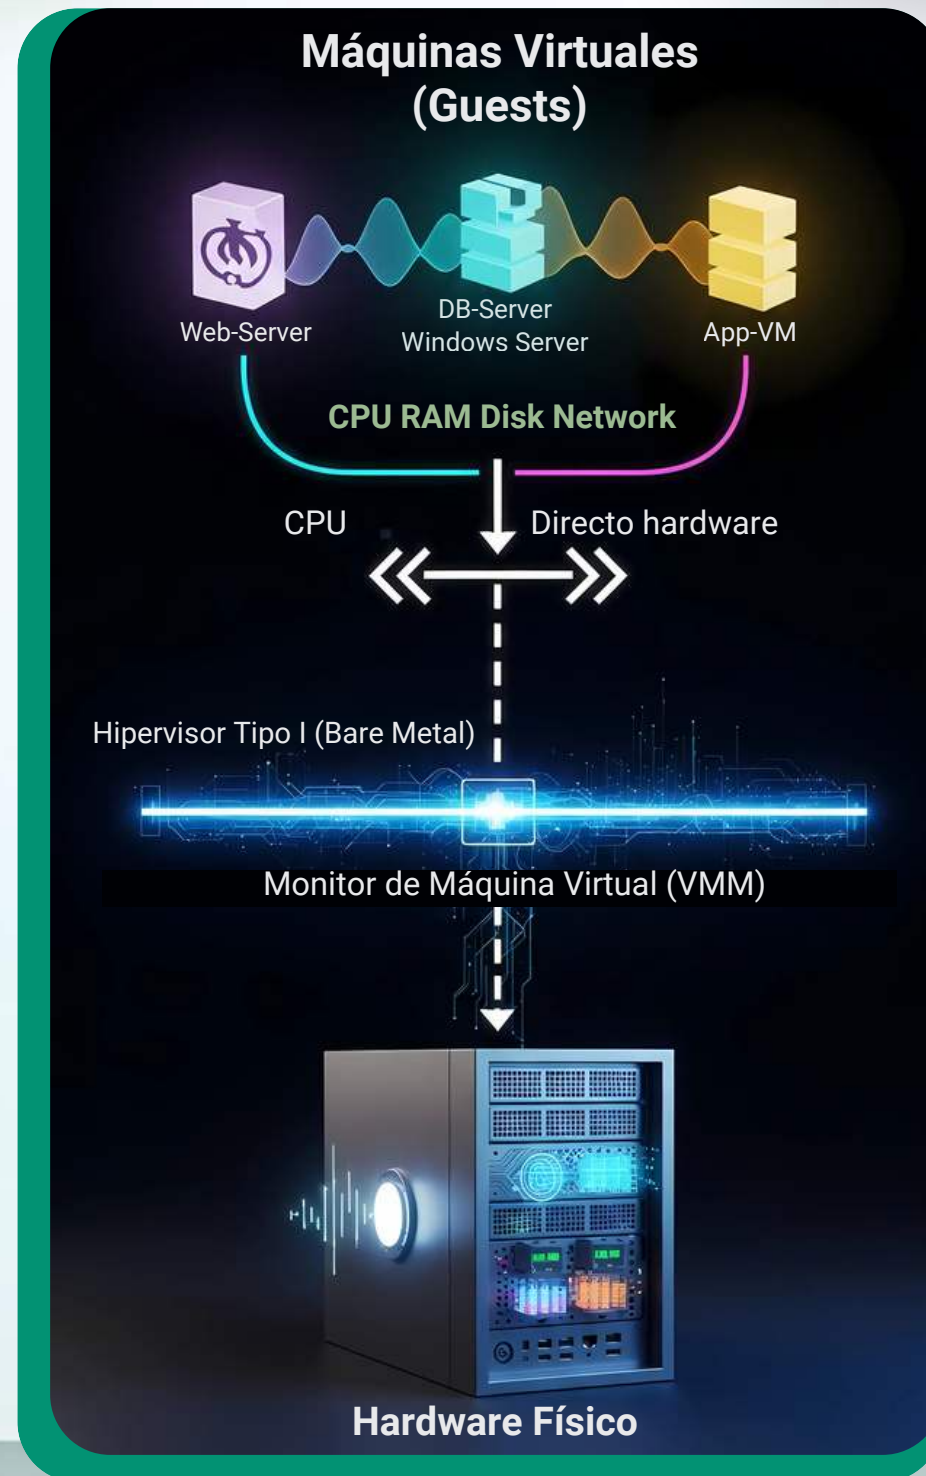 Máquinas Virtuales
(Guests)
Web-Server
DB-Server
Windows Server
App-VM
CPU RAM Disk Network
CPU
Directo hardware
Hipervisor Tipo I (Bare Metal)
Monitor de Máquina Virtual (VMM)
Hardware Físico